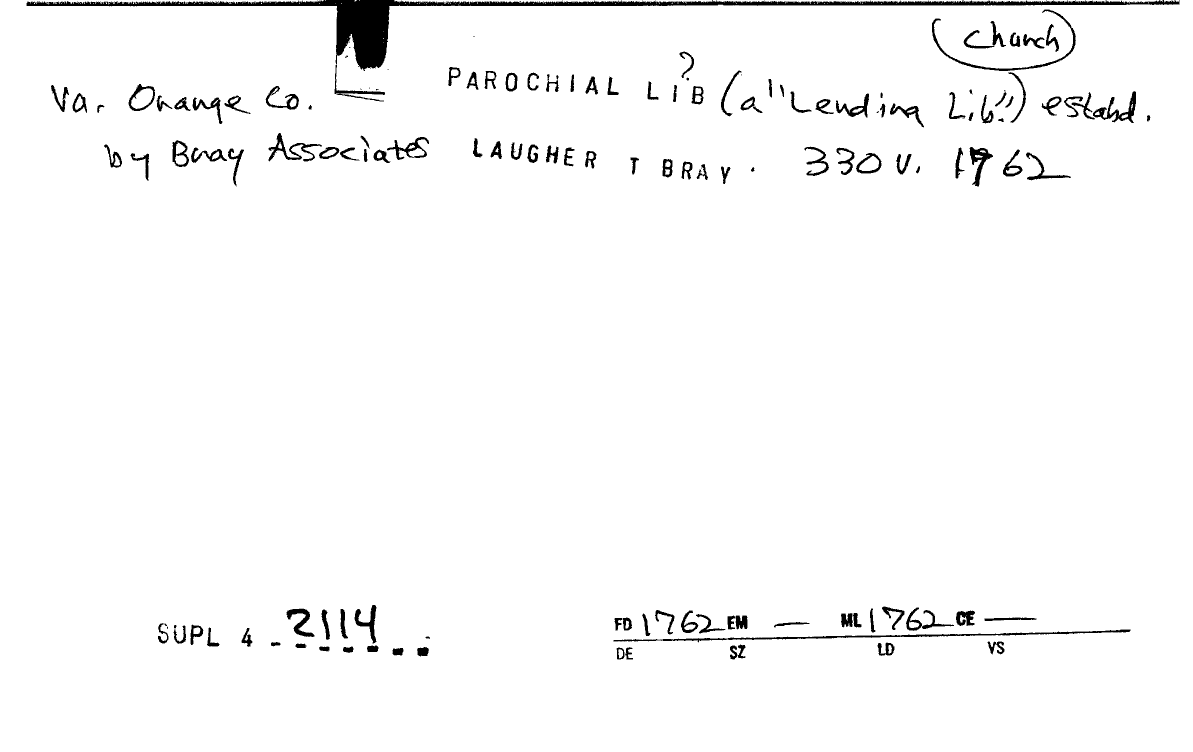 (Church)
?
Va. Orange Co. PAROCHIAL LIB (a "Lending Lib.") estabd.
by Bray Associates LAUGHER T BRAY. 330 v. 1762
SUPL 4 - 2114
FD 1762 EM — ML 1762 CE —
DE SZ LD VS